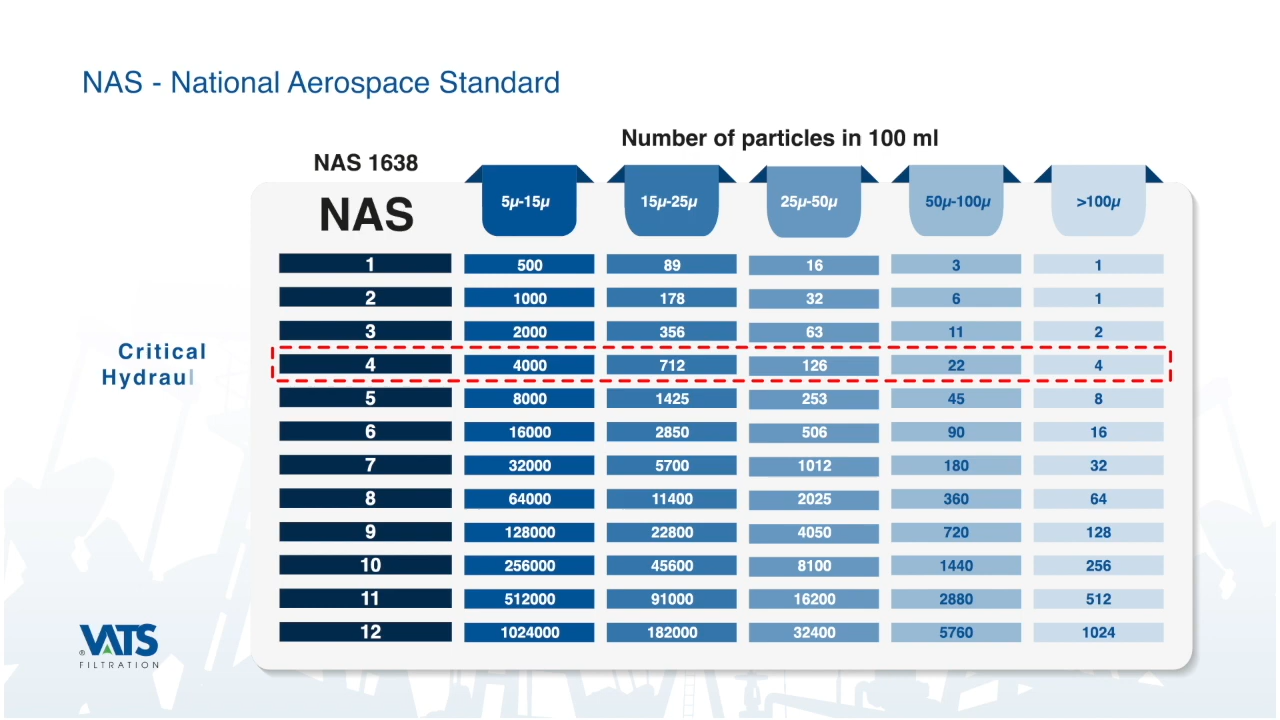 NAS - National Aerospace Standard
Number of particles in 100 ml
NAS 1638
NAS 5µ-15µ 15µ-25µ 25µ-50µ 50µ-100µ >100µ
1 500 89 16 3 1
2 1000 178 32 6 1
3 2000 356 63 11 2
Critical
Hydraul
4 4000 712 126 22 4
5 8000 1425 253 45 8
6 16000 2850 506 90 16
7 32000 5700 1012 180 32
8 64000 11400 2025 360 64
9 128000 22800 4050 720 128
10 256000 45600 8100 1440 256
11 512000 91000 16200 2880 512
12 1024000 182000 32400 5760 1024
®VATS
FILTRATION